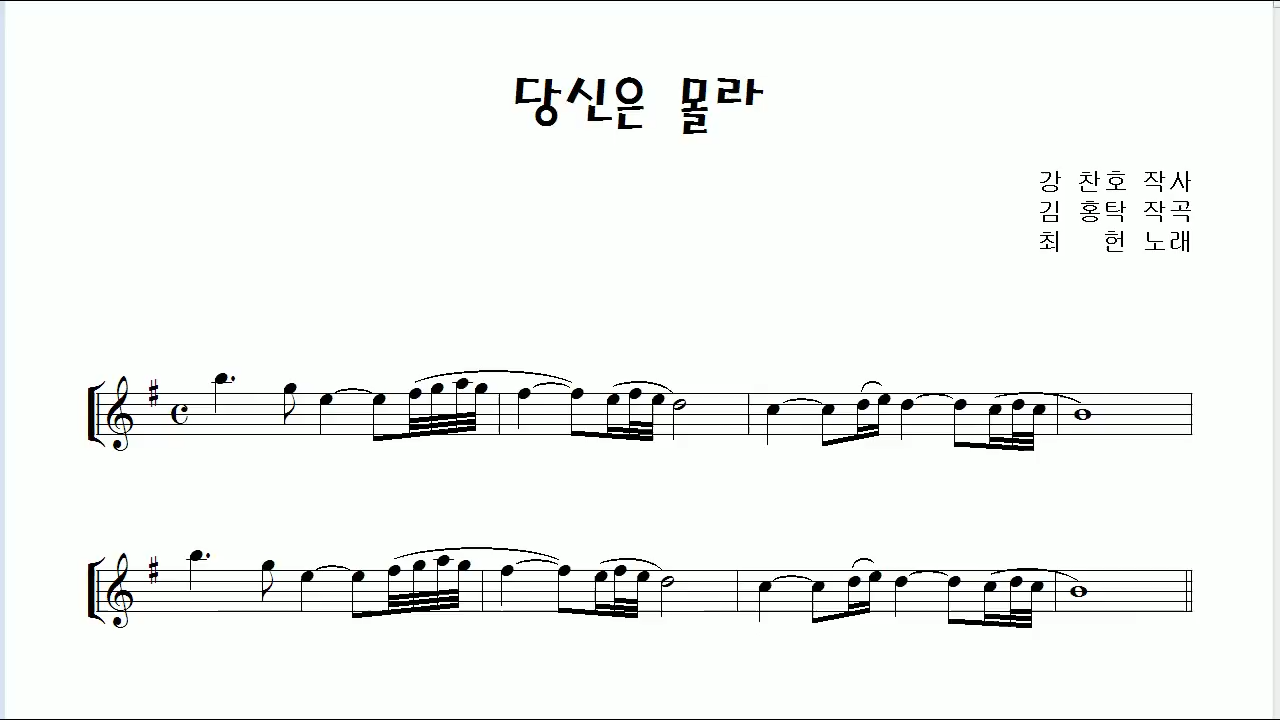 당신은 몰라
강 찬호 작사
김 홍탁 작곡
최 헌 노래